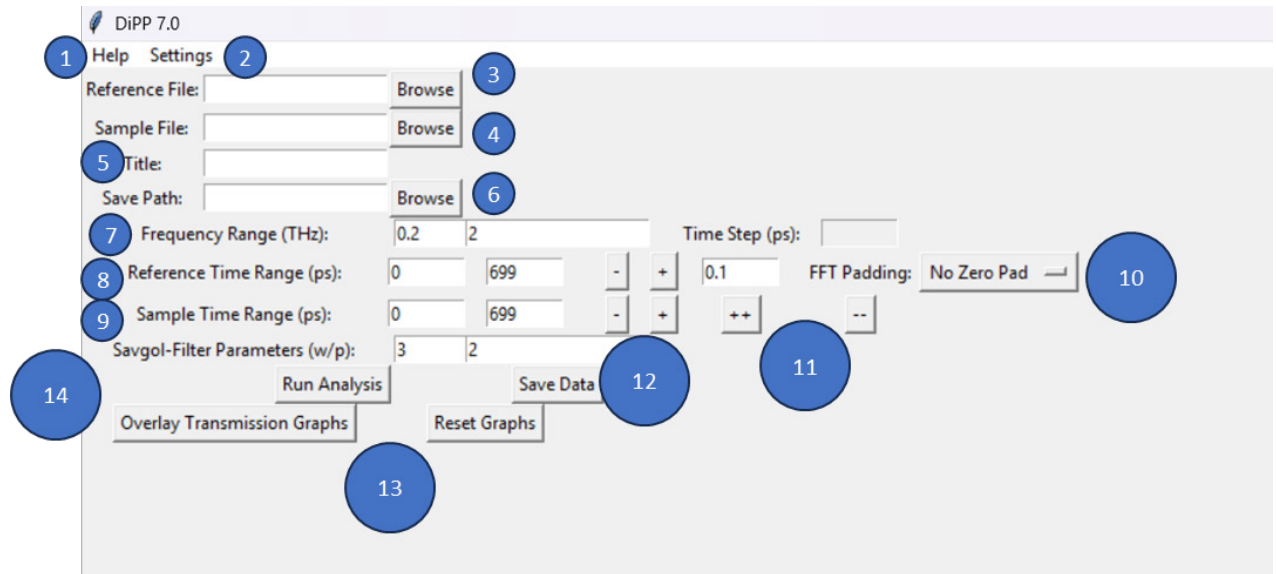 DiPP 7.0
1 Help Settings 2
Reference File: Browse 3
Sample File: Browse 4
5 Title:
Save Path: Browse 6
7 Frequency Range (THz): 0.2 2 Time Step (ps):
8 Reference Time Range (ps): 0 699 - + 0.1 FFT Padding: No Zero Pad 10
9 Sample Time Range (ps): 0 699 - + ++ --
11
Savgol-Filter Parameters (w/p): 3 2
14 Run Analysis Save Data 12
Overlay Transmission Graphs Reset Graphs
13